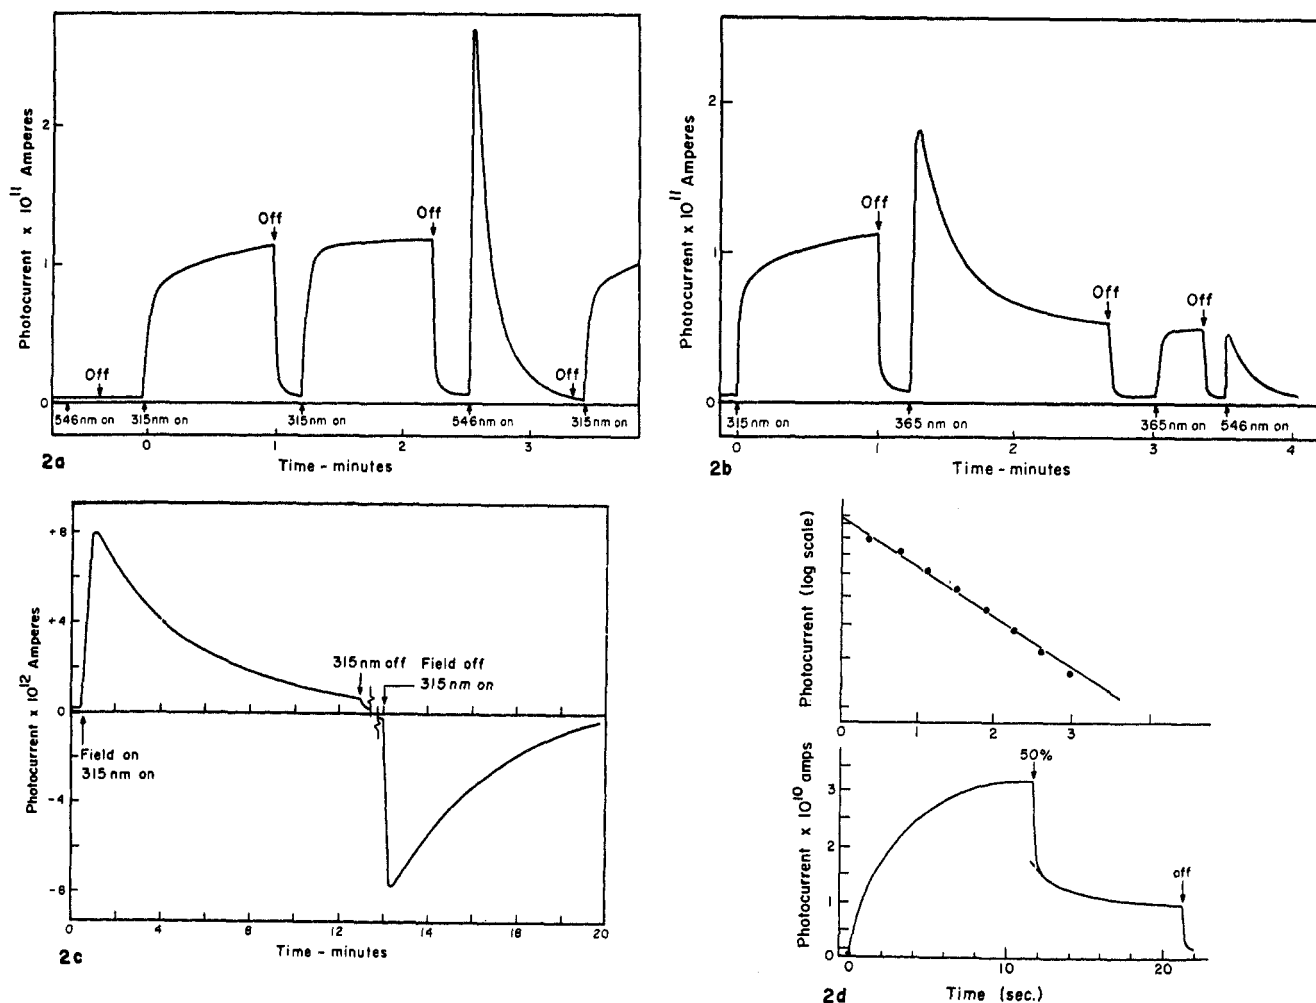 Photocurrent x 10^11 Amperes
2
1
0
Off
Off
Off
Off
546nm on
315nm on
315nm on
546nm on
315nm on
0
1
2
3
2a
Time - minutes
Photocurrent x 10^11 Amperes
2
1
0
Off
Off
Off
315nm on
365nm on
365nm on
546nm on
0
1
2
3
4
2b
Time - minutes
Photocurrent x 10^12 Amperes
+8
+4
0
-4
-6
315nm off
Field off
315nm on
Field on
315nm on
0
2
4
8
12
12
14
16
18
20
2c
Time - minutes
Photocurrent (log scale)
0
1
2
3
Photocurrent x 10^10 amps
3
2
1
0
50%
off
0
10
20
2d
Time (sec.)